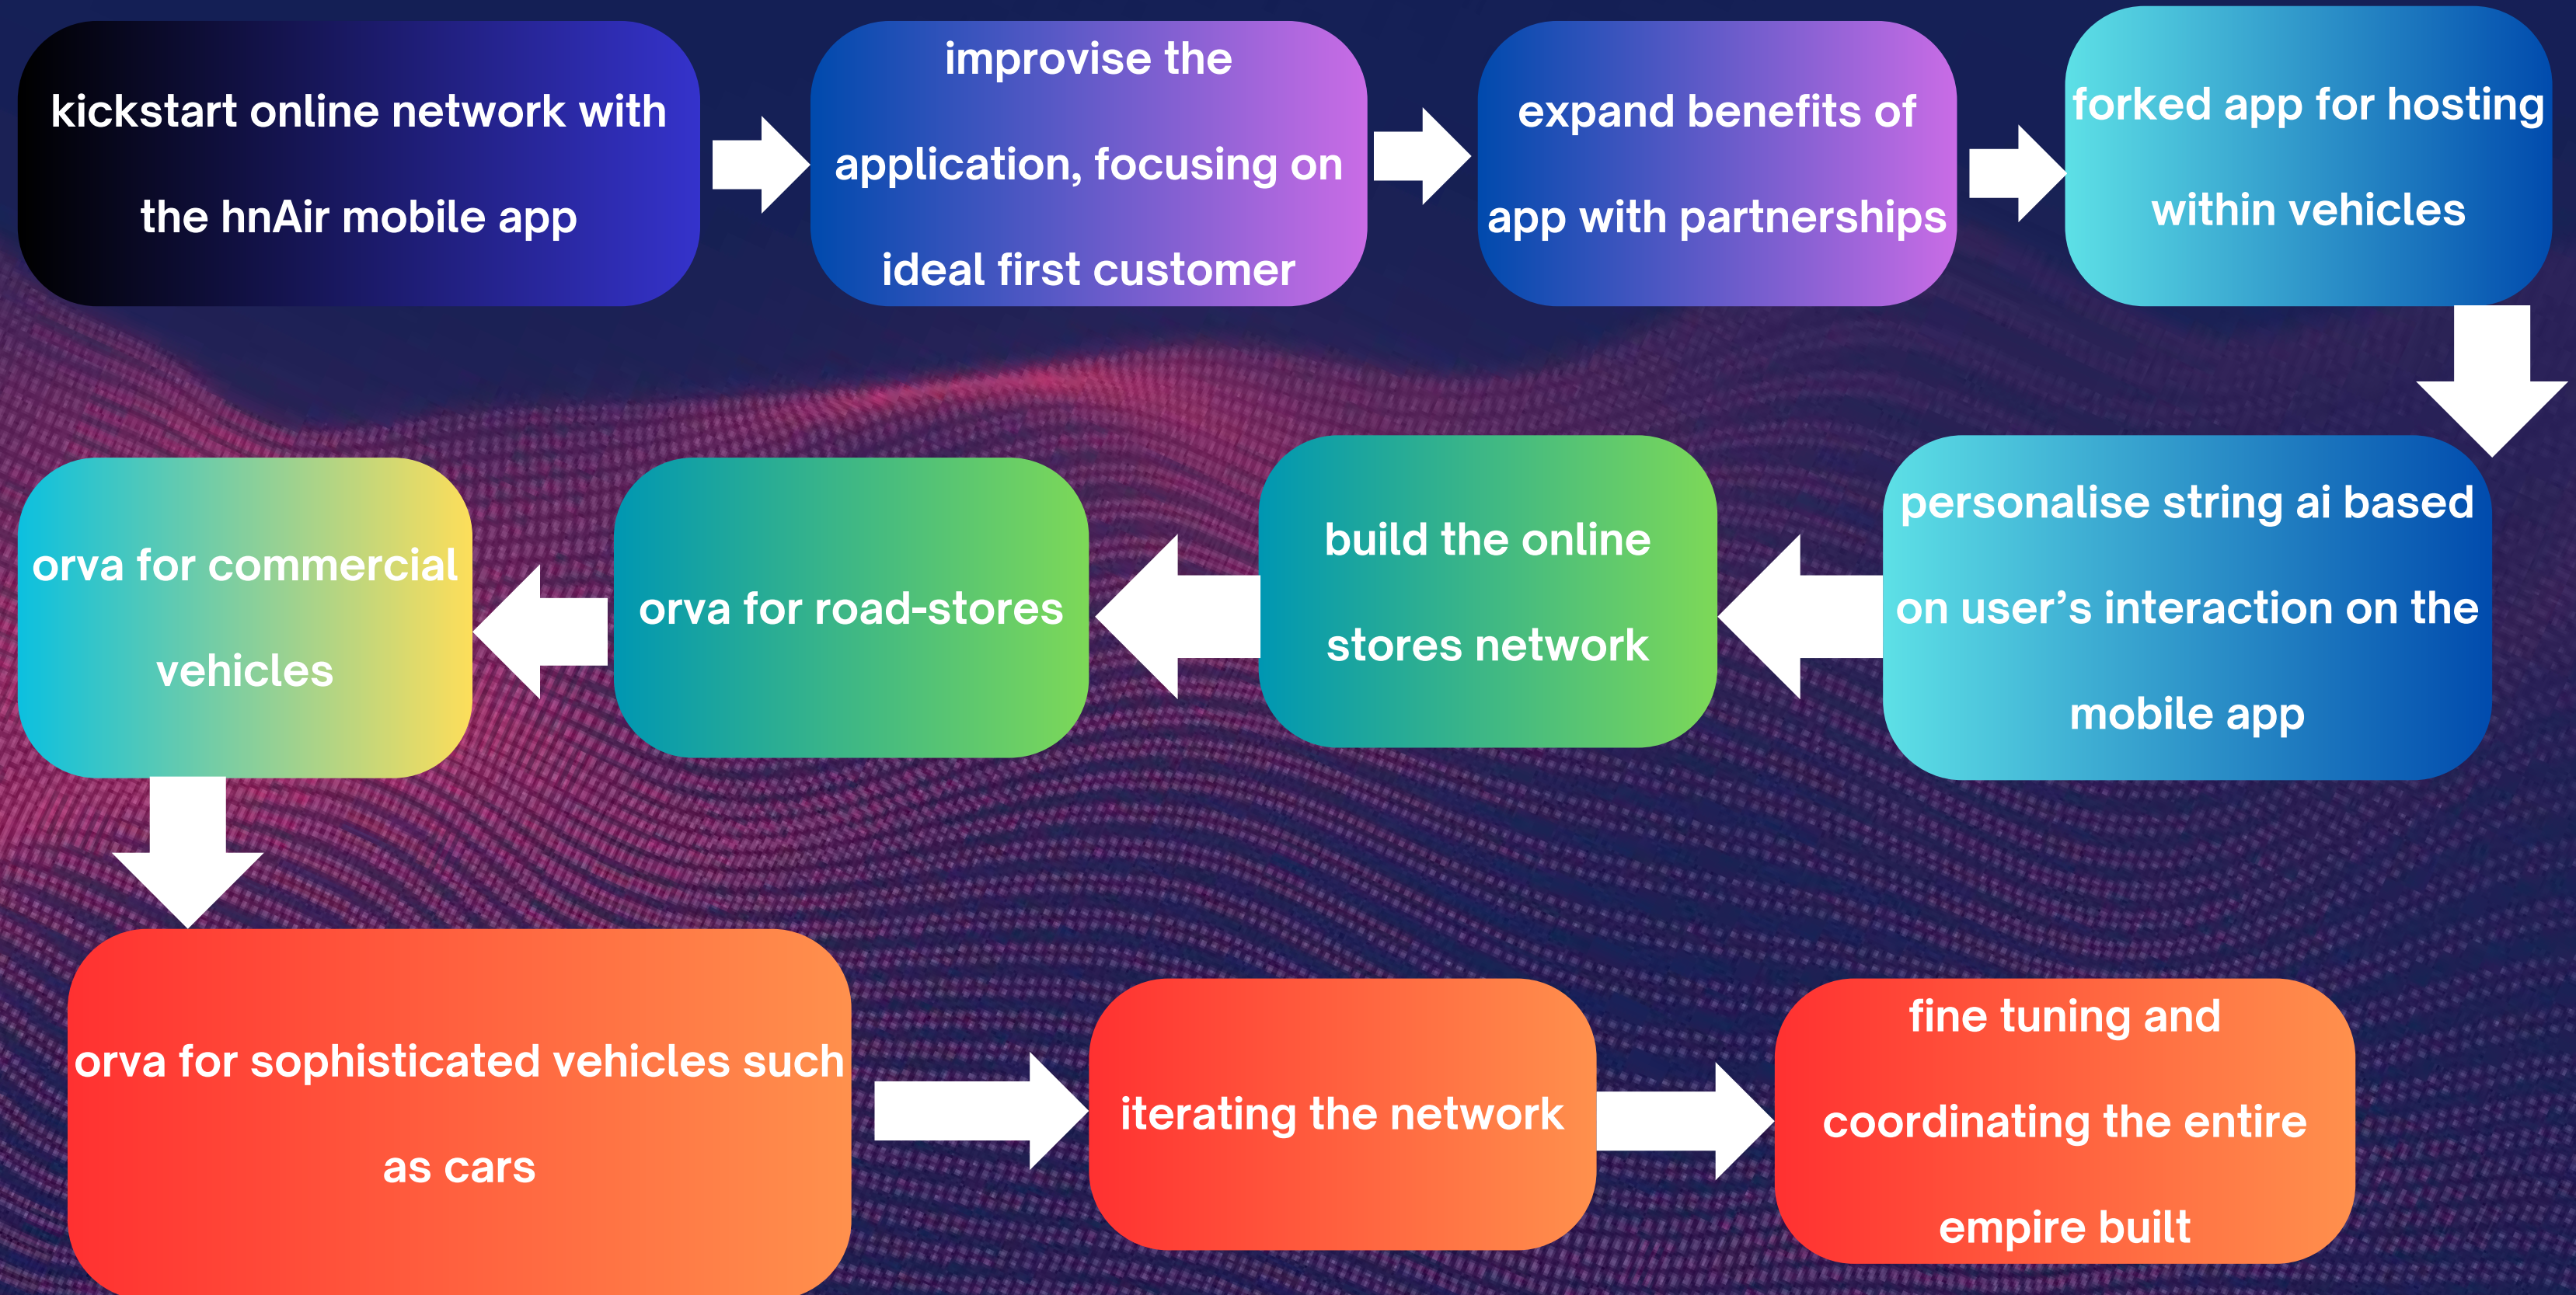 kickstart online network with
the hnAir mobile app
improvise the
application, focusing on
ideal first customer
expand benefits of
app with partnerships
forked app for hosting
within vehicles
personalise string ai based
on user’s interaction on the
mobile app
build the online
stores network
orva for road-stores
orva for commercial
vehicles
orva for sophisticated vehicles such
as cars
iterating the network
fine tuning and
coordinating the entire
empire built